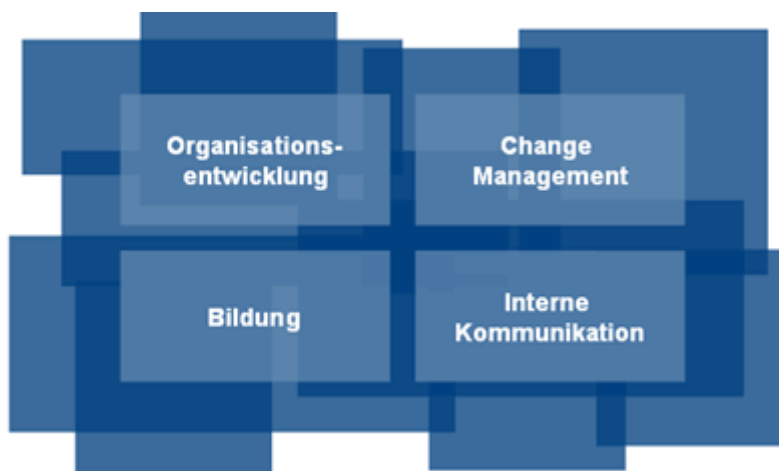 Organisations-
entwicklung
Change
Management
Bildung
Interne
Kommunikation